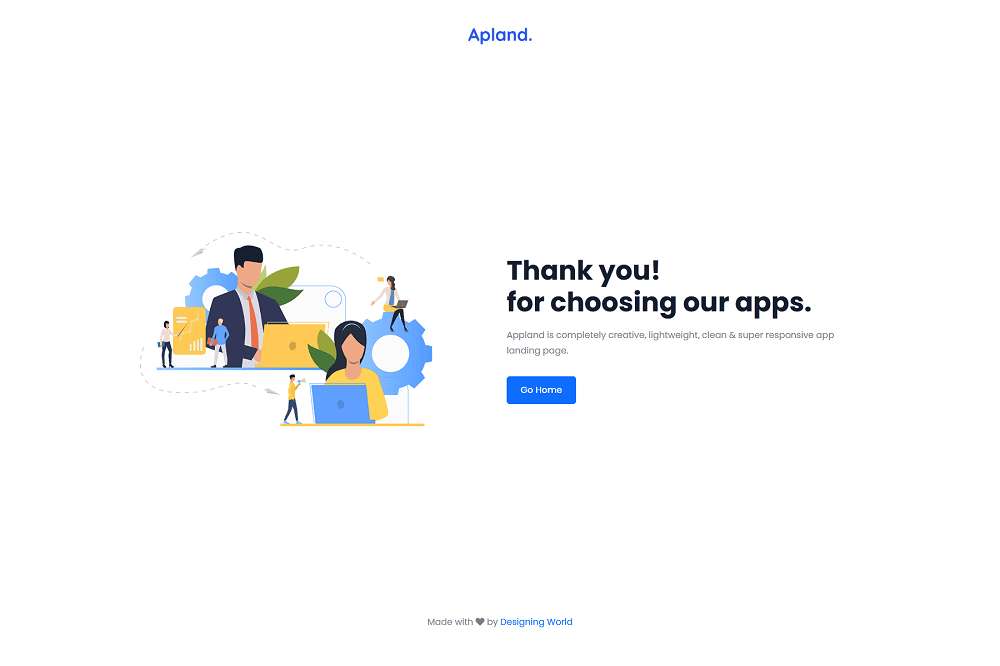 Apland.
Thank you!
for choosing our apps.
Appland is completely creative, lightweight, clean & super responsive app
landing page.
Go Home
Made with ❤ by Designing World